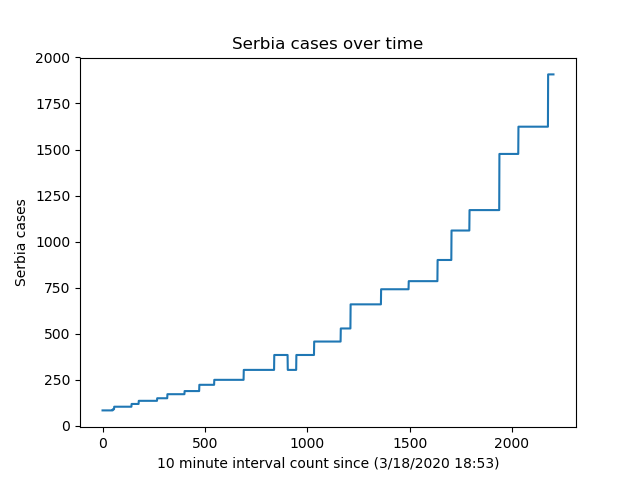 Serbia cases over time
2000
1750
1500
1250
1000
750
500
250
0
Serbia cases
0 500 1000 1500 2000
10 minute interval count since (3/18/2020 18:53)